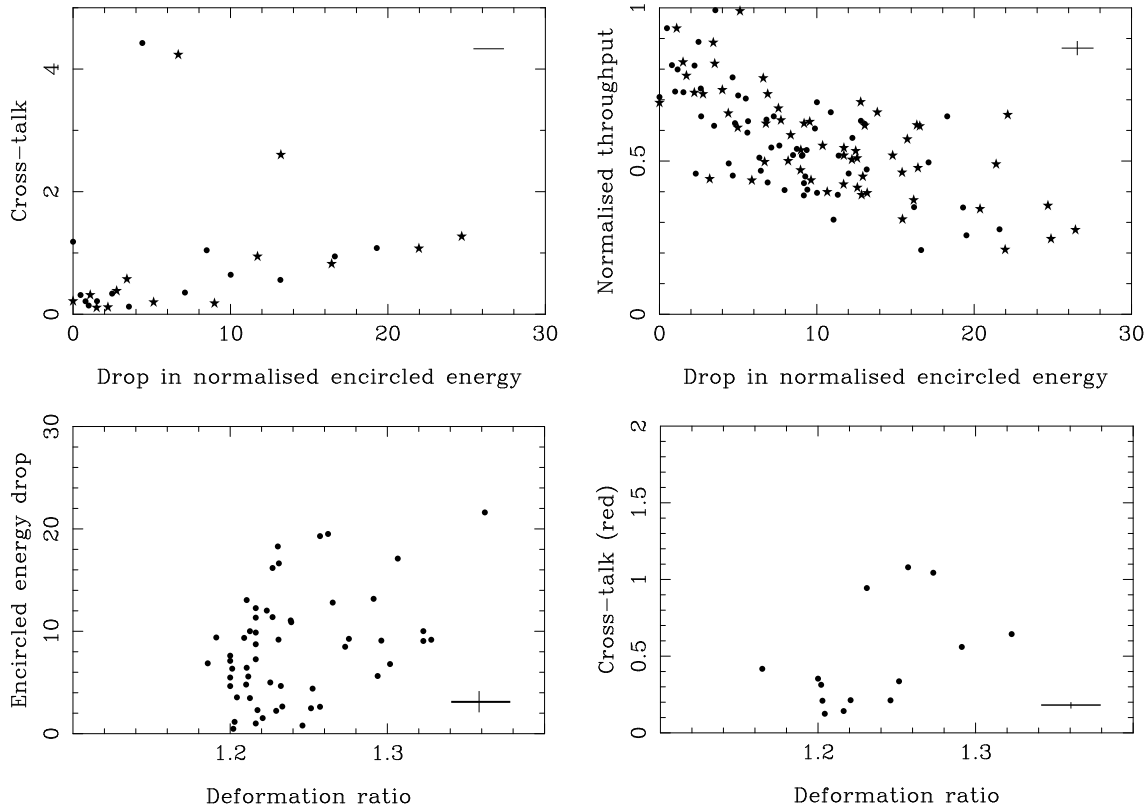 Cross-talk
0
2
4
0 10 20 30
Drop in normalised encircled energy
Normalised throughput
0
0.5
1
0 10 20 30
Drop in normalised encircled energy
Encircled energy drop
0
10
20
30
1.2 1.3
Deformation ratio
Cross-talk (red)
0
0.5
1
1.5
2
1.2 1.3
Deformation ratio